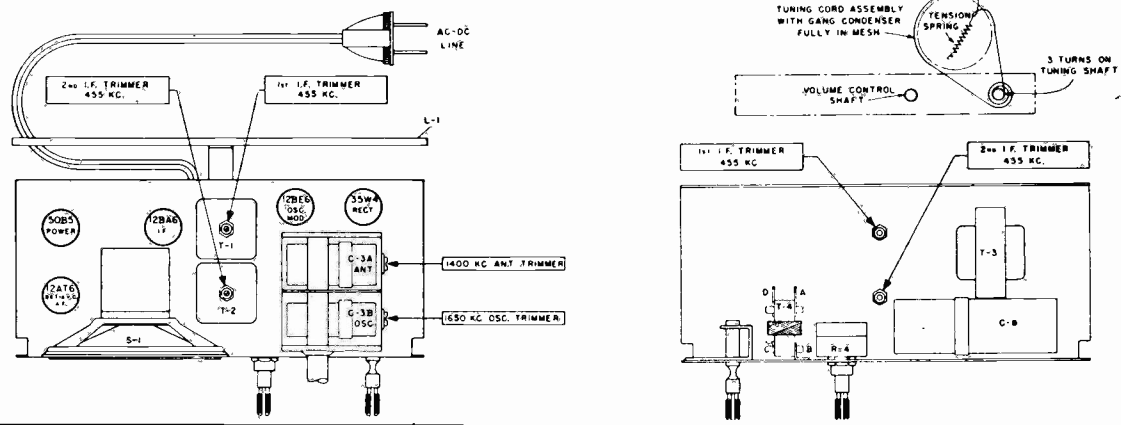 AC-DC
LINE
2ND I.F. TRIMMER
455 KC.
1ST I.F. TRIMMER
455 KC.
L-1
50B5
POWER
12BA6
I.F.
12BE6
OSC.
MOD.
35W4
RECT
T-1
C-3A
ANT
1400 KC ANT. TRIMMER
12AT6
A.F.
T-2
C-3B
OSC.
1650 KC OSC. TRIMMER
S-1
TUNING CORD ASSEMBLY
WITH GANG CONDENSER
FULLY IN MESH
TENSION
SPRING
3 TURNS ON
TUNING SHAFT
VOLUME CONTROL
SHAFT
1ST I.F. TRIMMER
455 KC
2ND I.F. TRIMMER
455 KC.
T-3
D
A
T-4
C
B
R-4
C-8